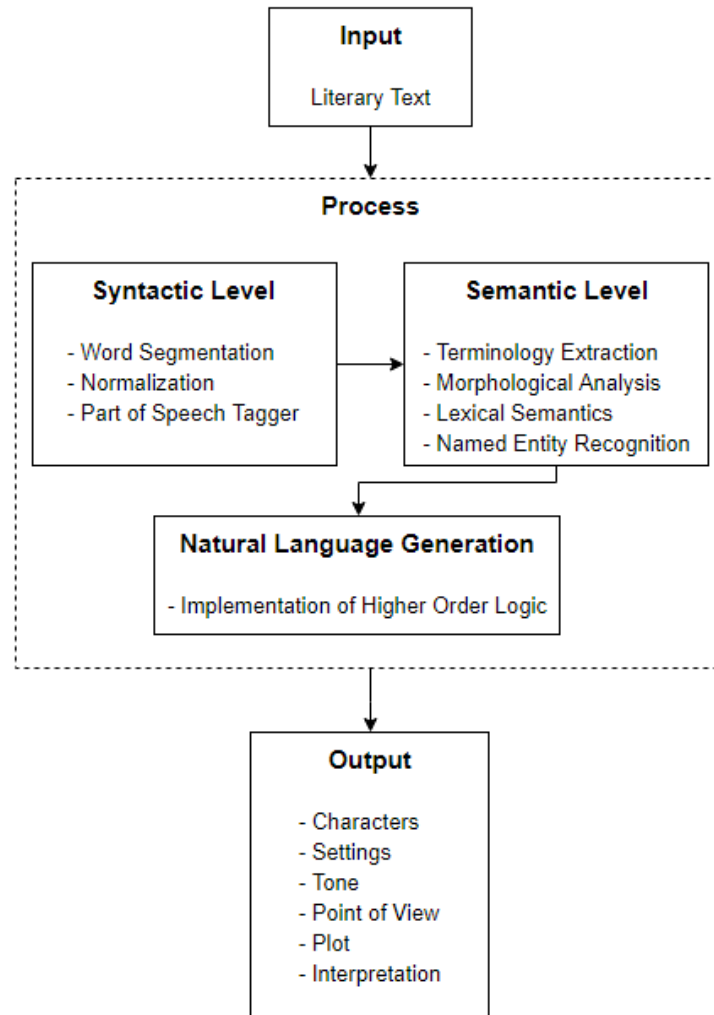 Input
Literary Text
Process
Syntactic Level
- Word Segmentation
- Normalization
- Part of Speech Tagger
Semantic Level
- Terminology Extraction
- Morphological Analysis
- Lexical Semantics
- Named Entity Recognition
Natural Language Generation
- Implementation of Higher Order Logic
Output
- Characters
- Settings
- Tone
- Point of View
- Plot
- Interpretation